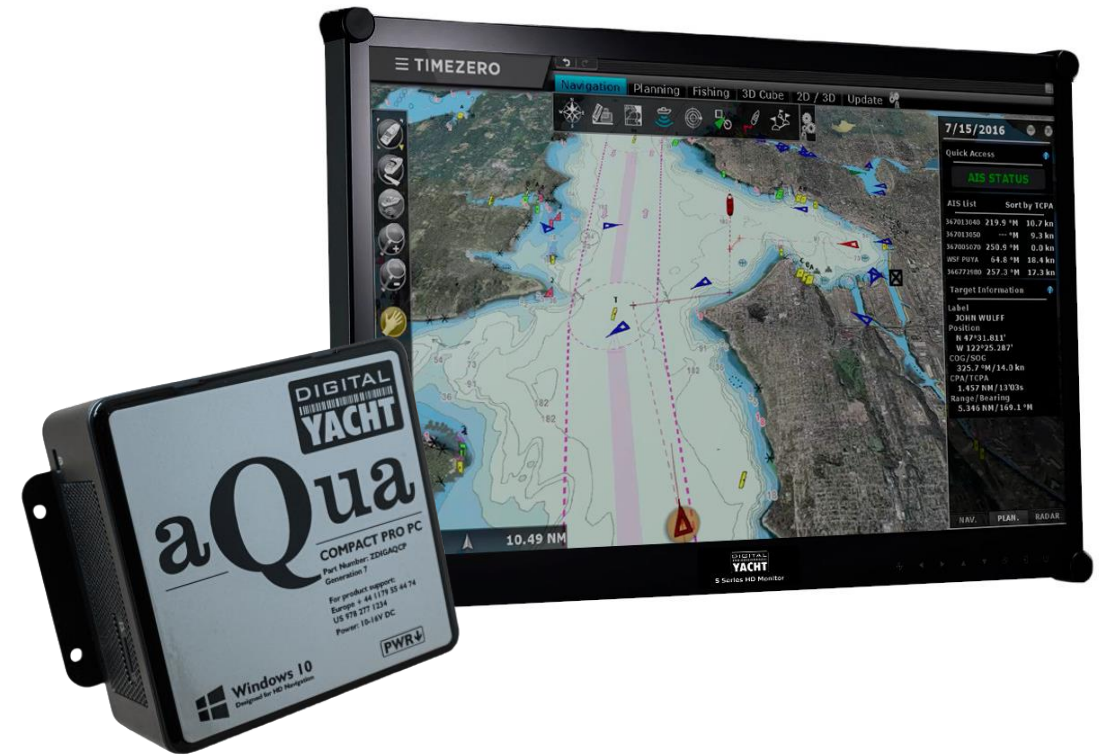 TIMEZERO
Navigation Planning Fishing 3D Cube 2D / 3D Update
7/15/2016
Quick Access
AIS STATUS
AIS List Sort by TCPA
367013040 219.9 °M 10.7 kn
367013050 --- °M 9.3 kn
367005070 250.9 °M 0.0 kn
WSF PUYA 64.8 °M 18.4 kn
366772980 257.3 °M 17.3 kn
Target Information
Label
JOHN WULFF
Position
N 47°31.811'
W 122°25.287'
COG/SOG
325.7 °M/14.0 kn
CPA/TCPA
1.457 NM/13'03s
Range/Bearing
5.346 NM/169.1 °M
NAV. PLAN. RADAR
10.49 NM
182
182
DIGITAL
YACHT
S Series HD Monitor
DIGITAL
YACHT
aQua
COMPACT PRO PC
Part Number: ZDIGAQCP
Generation 7
For product support:
Europe + 44 1179 55 44 74
US 978 277 1234
Power: 10-16V DC
PWR
Windows 10
Designed for HD Navigation